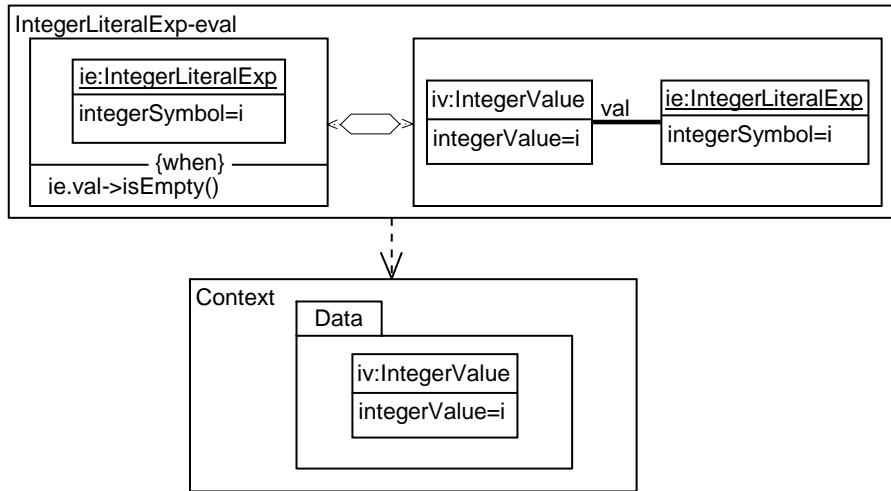 IntegerLiteralExp-eval
ie:IntegerLiteralExp
integerSymbol=i
{when}
ie.val->isEmpty()
iv:IntegerValue
integerValue=i
val
ie:IntegerLiteralExp
integerSymbol=i
Context
Data
iv:IntegerValue
integerValue=i